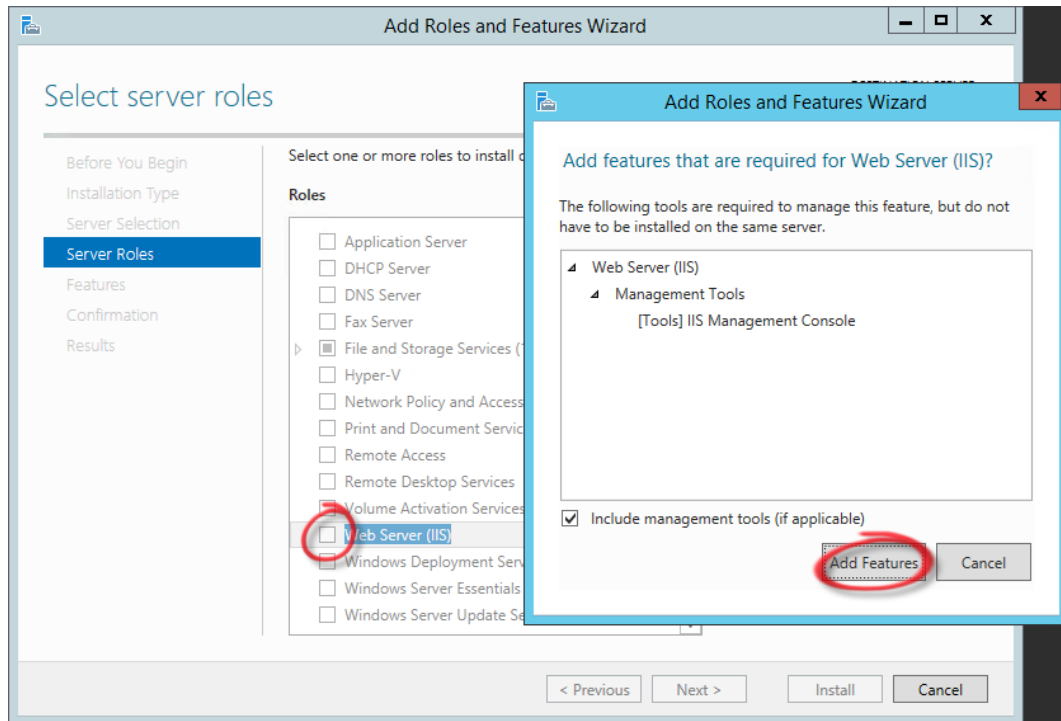 Add Roles and Features Wizard
Select server roles
Before You Begin
Installation Type
Server Selection
Server Roles
Features
Confirmation
Results
Select one or more roles to install
Roles
Application Server
DHCP Server
DNS Server
Fax Server
File and Storage Services (
Hyper-V
Network Policy and Access
Print and Document
Remote Access
Remote Desktop Services
Volume Activation Services
Web Server (IIS)
Windows Deployment
Windows Server Essentials
Windows Server Update
< Previous
Next >
Install
Cancel
Add Roles and Features Wizard
Add features that are required for Web Server (IIS)?
The following tools are required to manage this feature, but do not
have to be installed on the same server.
Web Server (IIS)
Management Tools
[Tools] IIS Management Console
Include management tools (if applicable)
Add Features
Cancel